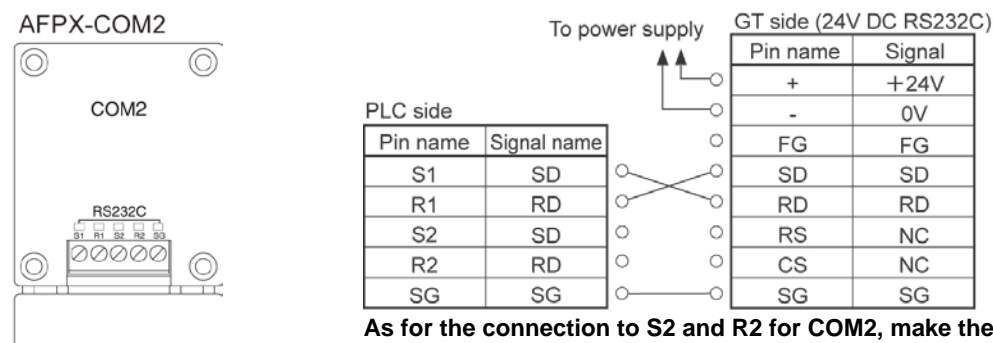 AFPX-COM2
COM2
RS232C
S1 R1 S2 R2 SG
To power supply
GT side (24V DC RS232C)
Pin name Signal
+ +24V
- 0V
FG FG
SD SD
RD RD
RS NC
CS NC
SG SG
PLC side
Pin name Signal name
S1 SD
R1 RD
S2 SD
R2 RD
SG SG
As for the connection to S2 and R2 for COM2, make the